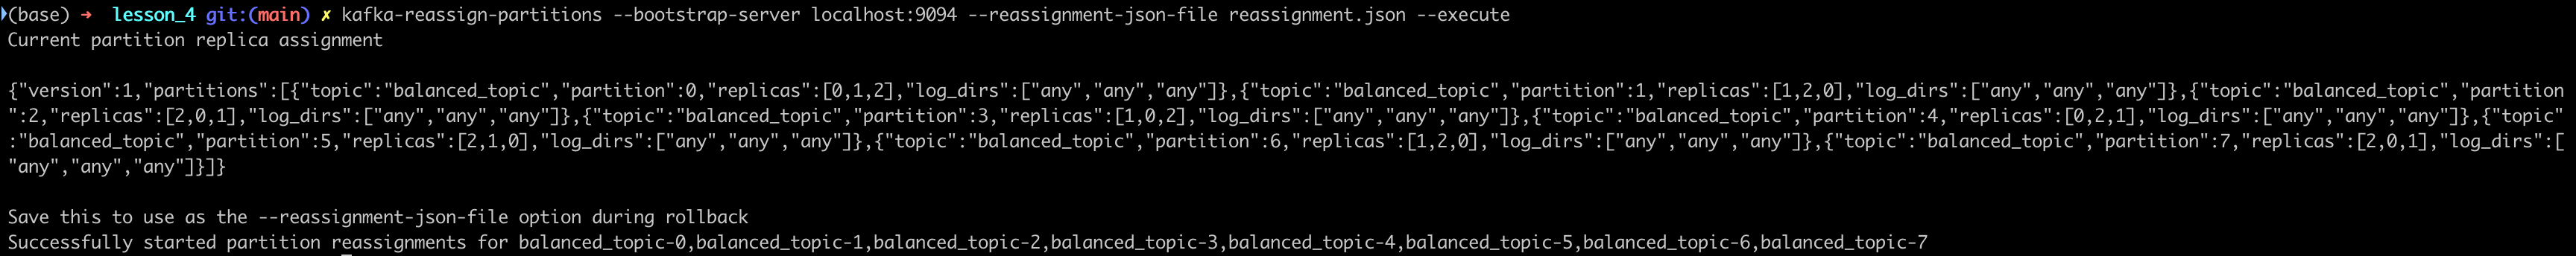 (base) ➜  lesson_4 git:(main) ✗ kafka-reassign-partitions --bootstrap-server localhost:9094 --reassignment-json-file reassignment.json --execute
Current partition replica assignment
{"version":1,"partitions":[{"topic":"balanced_topic","partition":0,"replicas":[0,1,2],"log_dirs":["any","any","any"]},{"topic":"balanced_topic","partition":1,"replicas":[1,2,0],"log_dirs":["any","any","any"]},{"topic":"balanced_topic","partition
":2,"replicas":[2,0,1],"log_dirs":["any","any","any"]},{"topic":"balanced_topic","partition":3,"replicas":[1,0,2],"log_dirs":["any","any","any"]},{"topic":"balanced_topic","partition":4,"replicas":[0,2,1],"log_dirs":["any","any","any"]},{"topic"
:"balanced_topic","partition":5,"replicas":[2,1,0],"log_dirs":["any","any","any"]},{"topic":"balanced_topic","partition":6,"replicas":[1,2,0],"log_dirs":["any","any","any"]},{"topic":"balanced_topic","partition":7,"replicas":[2,0,1],"log_dirs":[
"any","any","any"]}]}
Save this to use as the --reassignment-json-file option during rollback
Successfully started partition reassignments for balanced_topic-0,balanced_topic-1,balanced_topic-2,balanced_topic-3,balanced_topic-4,balanced_topic-5,balanced_topic-6,balanced_topic-7